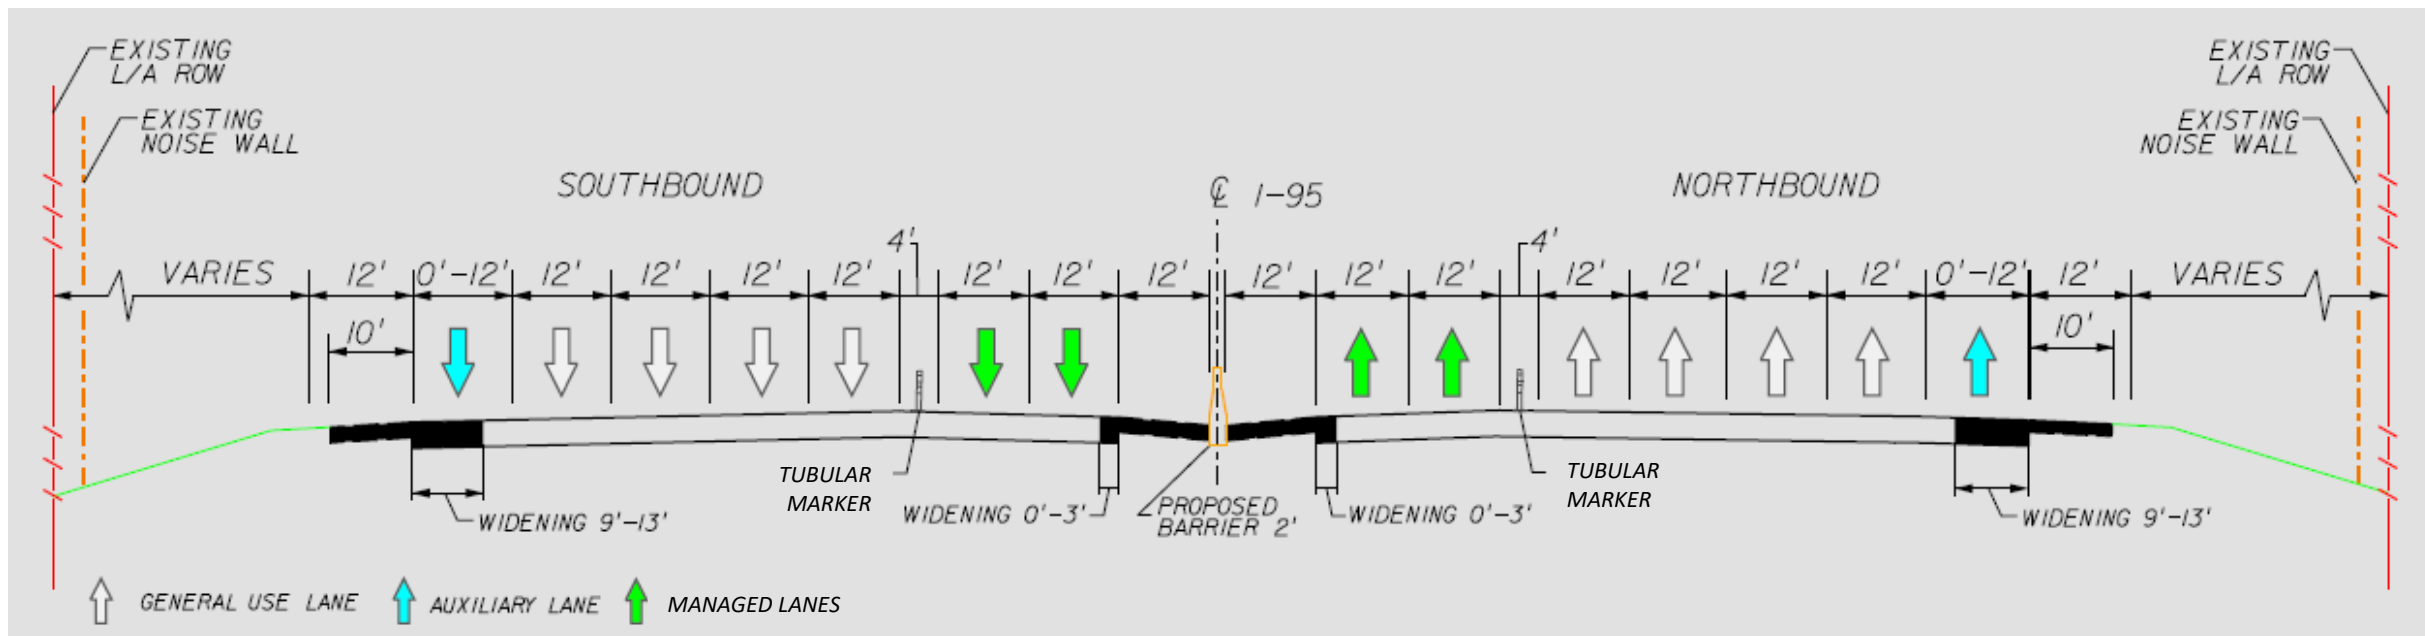 EXISTING
L/A ROW
EXISTING
L/A ROW
EXISTING
NOISE WALL
EXISTING
NOISE WALL
SOUTHBOUND
℄ I-95
NORTHBOUND
4'
4'
VARIES
12'
0'-12'
12'
12'
12'
12'
12'
12'
12'
12'
12'
12'
12'
12'
12'
12'
0'-12'
12'
VARIES
10'
10'
TUBULAR
MARKER
TUBULAR
MARKER
WIDENING 9'-13'
WIDENING 0'-3'
PROPOSED
BARRIER 2'
WIDENING 0'-3'
WIDENING 9'-13'
GENERAL USE LANE
AUXILIARY LANE
MANAGED LANES